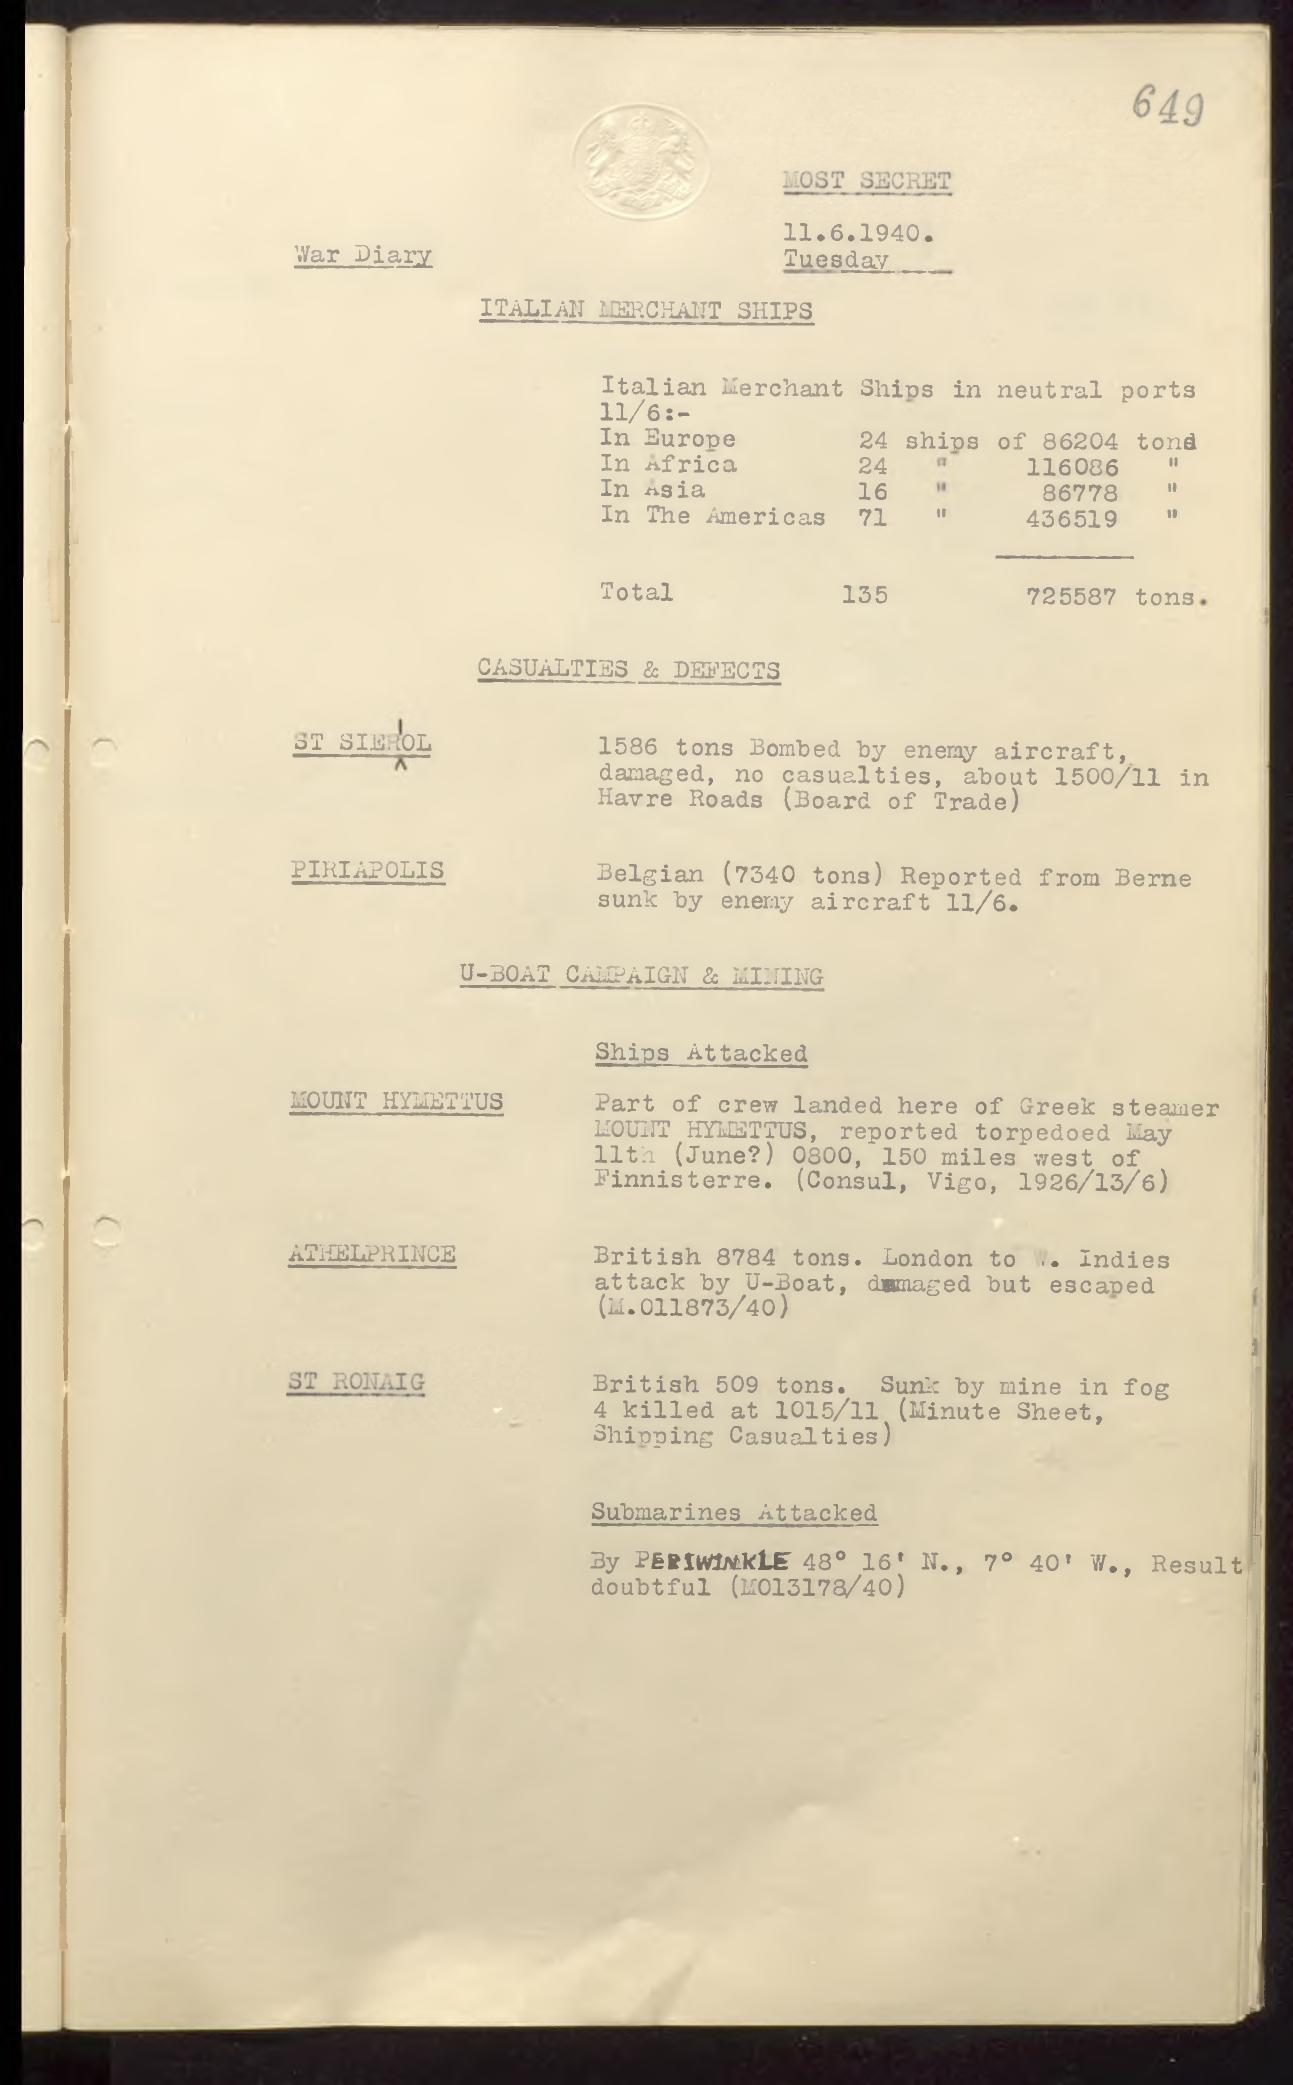 649
MOST SECRET
11.6.1940.
War Diary
Tuesday
ITALIAN MERCHANT SHIPS
Italian Merchant Ships in neutral ports
11/6:-
In Europe 24 ships of 86204 tons
In Africa 24 " 116086 "
In Asia 16 " 86778 "
In The Americas 71 " 436519 "
Total 135 725587 tons.
CASUALTIES & DEFECTS
ST SIER'OL
1586 tons Bombed by enemy aircraft,
damaged, no casualties, about 1500/11 in
Havre Roads (Board of Trade)
PIRIAPOLIS
Belgian (7340 tons) Reported from Berne
sunk by enemy aircraft 11/6.
U-BOAT CAMPAIGN & MINING
Ships Attacked
MOUNT HYMETTUS
Part of crew landed here of Greek steamer
MOUNT HYMETTUS, reported torpedoed May
11th (June?) 0800, 150 miles west of
Finnisterre. (Consul, Vigo, 1926/13/6)
ATHELPRINCE
British 8784 tons. London to W. Indies
attack by U-Boat, damaged but escaped
(M.011873/40)
ST RONAIG
British 509 tons. Sunk by mine in fog
4 killed at 1015/11 (Minute Sheet,
Shipping Casualties)
Submarines Attacked
By PERIWINKLE 48° 16' N., 7° 40' W., Result
doubtful (M013178/40)